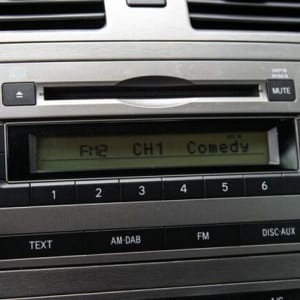 MUTE
FM2 CH1 Comedy
1 2 3 4 5 6
TEXT AM·DAB FM DISC·AUX